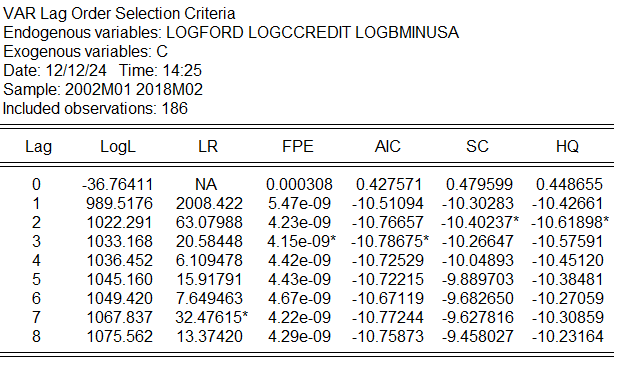 VAR Lag Order Selection Criteria
Endogenous variables: LOGFORD LOGCCREDIT LOGBMINUSA
Exogenous variables: C
Date: 12/12/24 Time: 14:25
Sample: 2002M01 2018M02
Included observations: 186
Lag LogL LR FPE AIC SC HQ
0 -36.76411 NA 0.000308 0.427571 0.479599 0.448655
1 989.5176 2008.422 5.47e-09 -10.51094 -10.30283 -10.42661
2 1022.291 63.07988 4.23e-09 -10.76657 -10.40237* -10.61898*
3 1033.168 20.58448 4.15e-09* -10.78675* -10.26647 -10.57591
4 1036.452 6.109478 4.42e-09 -10.72529 -10.04893 -10.45120
5 1045.160 15.91791 4.43e-09 -10.72215 -9.889703 -10.38481
6 1049.420 7.649463 4.67e-09 -10.67119 -9.682650 -10.27059
7 1067.837 32.47615* 4.22e-09 -10.77244 -9.627816 -10.30859
8 1075.562 13.37420 4.29e-09 -10.75873 -9.458027 -10.23164